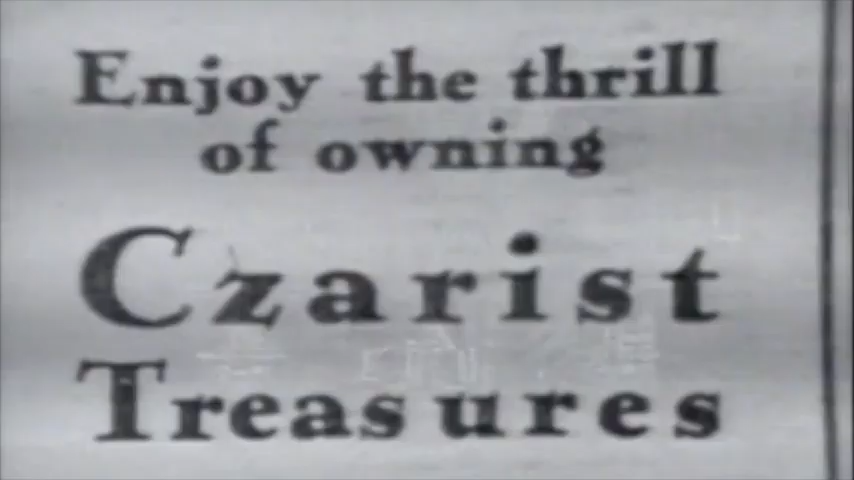 Enjoy the thrill
of owning
Czarist
Treasures